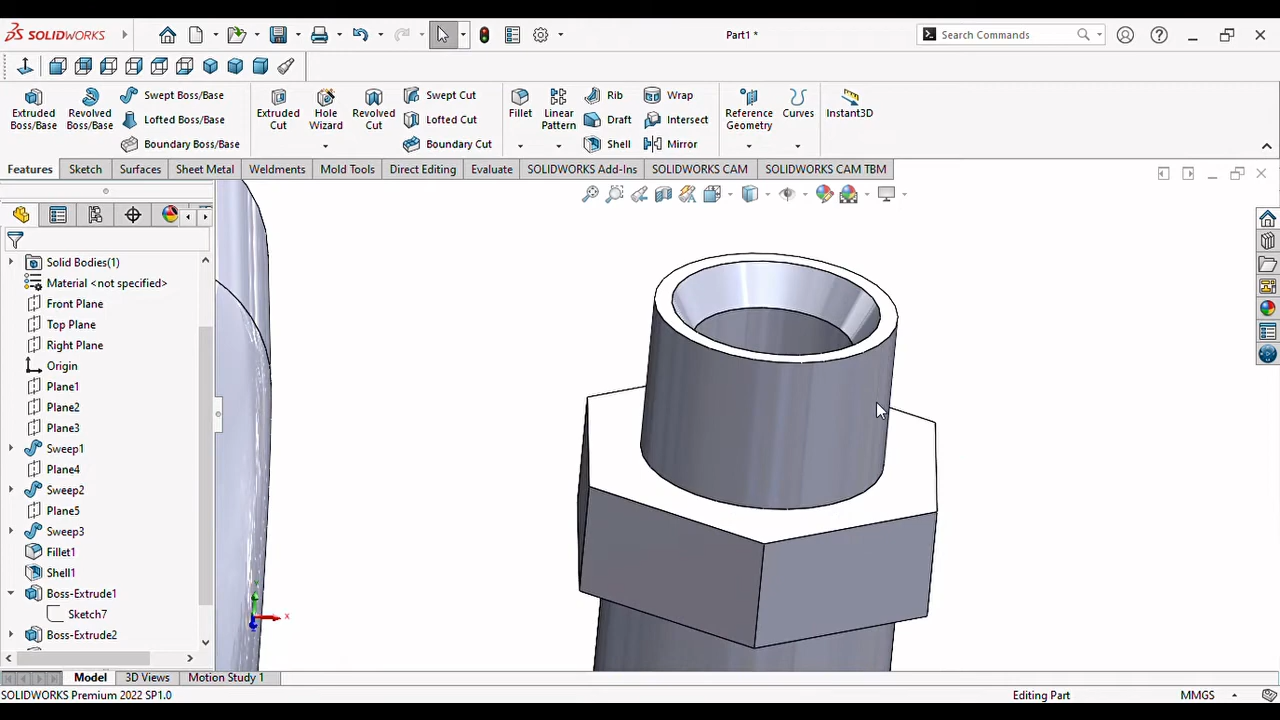 SOLIDWORKS
Part1 *
Search Commands
Extruded Boss/Base
Revolved Boss/Base
Swept Boss/Base
Lofted Boss/Base
Boundary Boss/Base
Extruded Cut
Hole Wizard
Revolved Cut
Swept Cut
Lofted Cut
Boundary Cut
Fillet
Linear Pattern
Rib
Draft
Shell
Wrap
Intersect
Mirror
Reference Geometry
Curves
Instant3D
Features
Sketch
Surfaces
Sheet Metal
Weldments
Mold Tools
Direct Editing
Evaluate
SOLIDWORKS Add-Ins
SOLIDWORKS CAM
SOLIDWORKS CAM TBM
Solid Bodies(1)
Material <not specified>
Front Plane
Top Plane
Right Plane
Origin
Plane1
Plane2
Plane3
Sweep1
Plane4
Sweep2
Plane5
Sweep3
Fillet1
Shell1
Boss-Extrude1
Sketch7
Boss-Extrude2
Y
X
Model
3D Views
Motion Study 1
SOLIDWORKS Premium 2022 SP1.0
Editing Part
MMGS